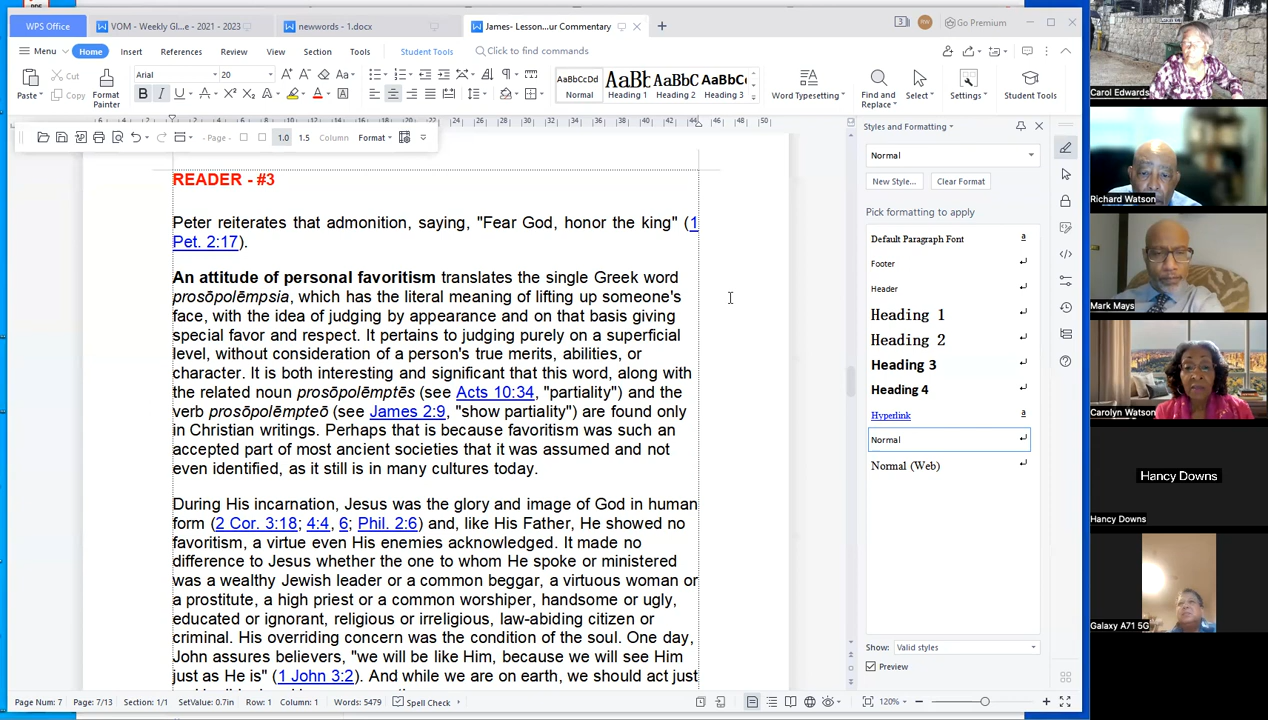 WPS Office
VOM - Weekly Gl...e - 2021 - 2023
newwords - 1.docx
James- Lesson...ur Commentary
RW
Go Premium
Menu
Home
Insert
References
Review
View
Section
Tools
Student Tools
Click to find commands
Paste
Cut
Copy
Format Painter
Arial
20
AaBbCcDd
Normal
AaBb
Heading 1
AaBbC
Heading 2
AaBbC
Heading 3
Word Typesetting
Find and Replace
Select
Settings
Student Tools
- Page -
1.0
1.5
Column
Format
READER - #3
Peter reiterates that admonition, saying, "Fear God, honor the king" (1
Pet. 2:17).
An attitude of personal favoritism translates the single Greek word
prosōpolēmpsia, which has the literal meaning of lifting up someone's
face, with the idea of judging by appearance and on that basis giving
special favor and respect. It pertains to judging purely on a superficial
level, without consideration of a person's true merits, abilities, or
character. It is both interesting and significant that this word, along with
the related noun prosōpolēmptēs (see Acts 10:34, "partiality") and the
verb prosōpolēmpteō (see James 2:9, "show partiality") are found only
in Christian writings. Perhaps that is because favoritism was such an
accepted part of most ancient societies that it was assumed and not
even identified, as it still is in many cultures today.
During His incarnation, Jesus was the glory and image of God in human
form (2 Cor. 3:18; 4:4, 6; Phil. 2:6) and, like His Father, He showed no
favoritism, a virtue even His enemies acknowledged. It made no
difference to Jesus whether the one to whom He spoke or ministered
was a wealthy Jewish leader or a common beggar, a virtuous woman or
a prostitute, a high priest or a common worshiper, handsome or ugly,
educated or ignorant, religious or irreligious, law-abiding citizen or
criminal. His overriding concern was the condition of the soul. One day,
John assures believers, "we will be like Him, because we will see Him
just as He is" (1 John 3:2). And while we are on earth, we should act just
Styles and Formatting
Normal
New Style...
Clear Format
Pick formatting to apply
Default Paragraph Font
Footer
Header
Heading 1
Heading 2
Heading 3
Heading 4
Hyperlink
Normal
Normal (Web)
Show:
Valid styles
Preview
Page Num: 7
Page: 7/13
Section: 1/1
SetValue: 0.7in
Row: 1
Column: 1
Words: 5479
Spell Check
120%
Carol Edwards
Richard Watson
Mark Mays
Carolyn Watson
Hancy Downs
Hancy Downs
Galaxy A71 5G